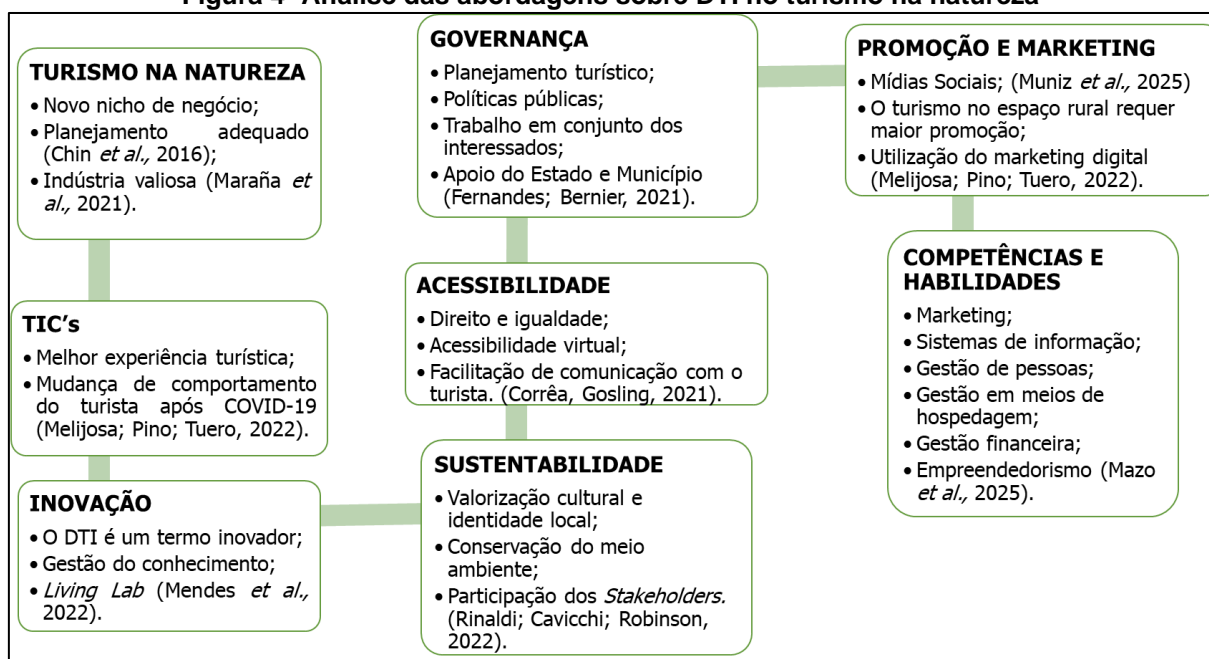 Figura 4- Análise das abordagens sobre DTI no turismo na natureza
TURISMO NA NATUREZA
• Novo nicho de negócio;
• Planejamento adequado
(Chin et al., 2016);
• Indústria valiosa (Maraña et
al., 2021).
TIC's
• Melhor experiência turística;
• Mudança de comportamento
do turista após COVID-19
(Melijosa; Pino; Tuero, 2022).
INOVAÇÃO
• O DTI é um termo inovador;
• Gestão do conhecimento;
• Living Lab (Mendes et al.,
2022).
GOVERNANÇA
• Planejamento turístico;
• Políticas públicas;
• Trabalho em conjunto dos
interessados;
• Apoio do Estado e Município
(Fernandes; Bernier, 2021).
ACESSIBILIDADE
• Direito e igualdade;
• Acessibilidade virtual;
• Facilitação de comunicação com o
turista. (Corrêa, Gosling, 2021).
SUSTENTABILIDADE
• Valorização cultural e
identidade local;
• Conservação do meio
ambiente;
• Participação dos Stakeholders.
(Rinaldi; Cavicchi; Robinson,
2022).
PROMOÇÃO E MARKETING
• Mídias Sociais; (Muniz et al., 2025)
• O turismo no espaço rural requer
maior promoção;
• Utilização do marketing digital
(Melijosa; Pino; Tuero, 2022).
COMPETÊNCIAS E
HABILIDADES
• Marketing;
• Sistemas de informação;
• Gestão de pessoas;
• Gestão em meios de
hospedagem;
• Gestão financeira;
• Empreendedorismo (Mazo
et al., 2025).